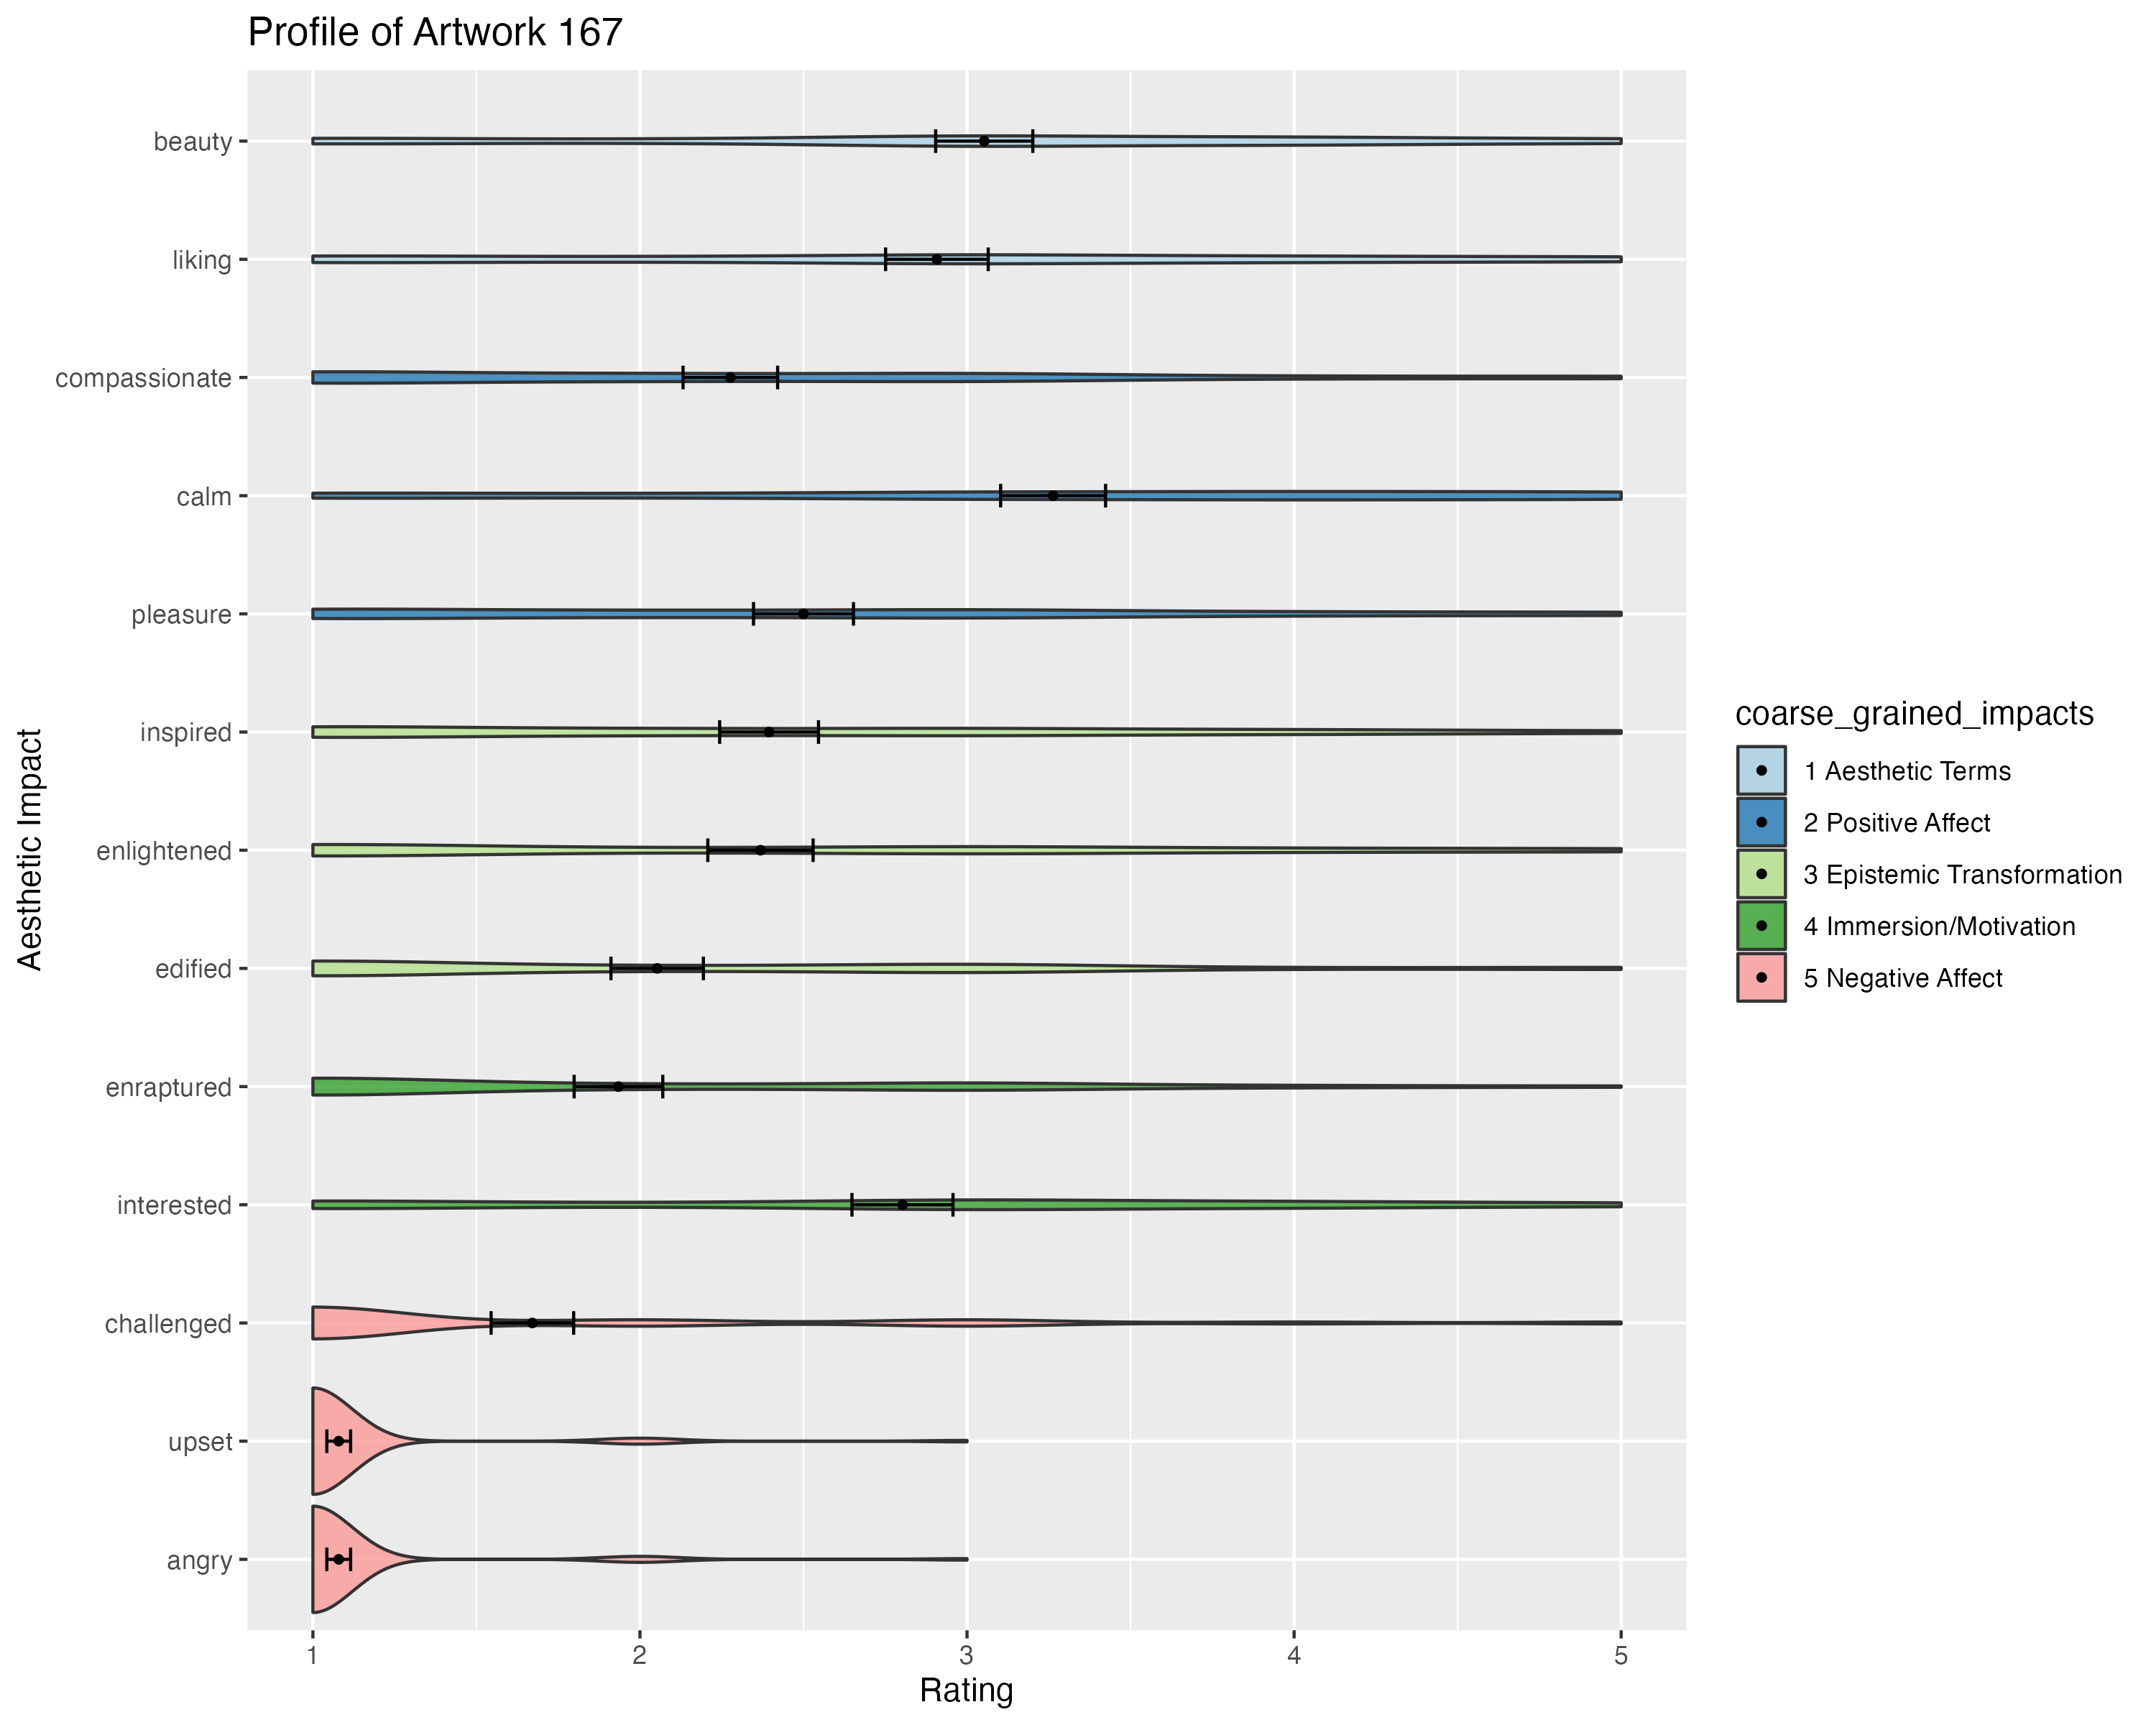 Profile of Artwork 167
Aesthetic Impact
beauty
liking
compassionate
calm
pleasure
inspired
enlightened
edified
enraptured
interested
challenged
upset
angry
1 2 3 4 5
Rating
coarse_grained_impacts
1 Aesthetic Terms
2 Positive Affect
3 Epistemic Transformation
4 Immersion/Motivation
5 Negative Affect